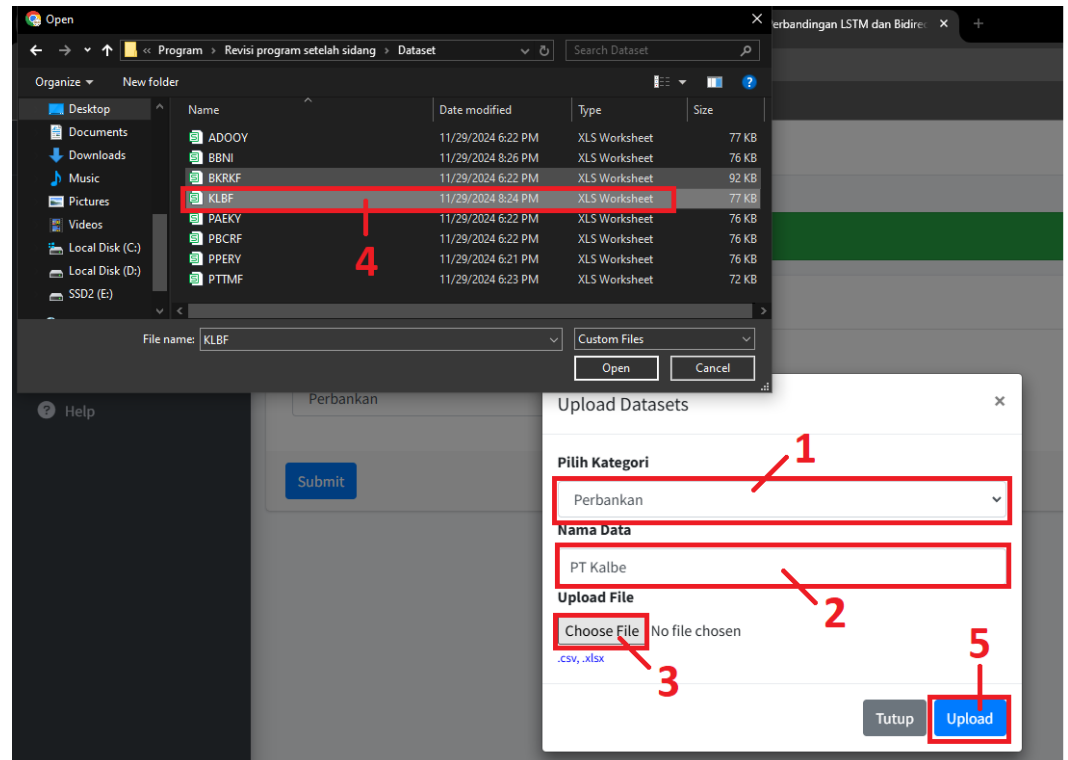 Open
erbandingan LSTM dan Bidirec
« Program > Revisi program setelah sidang > Dataset
Search Dataset
Organize
New folder
Name Date modified Type Size
Desktop
Documents
Downloads
Music
Pictures
Videos
Local Disk (C:)
Local Disk (D:)
SSD2 (E:)
ADOOY 11/29/2024 6:22 PM XLS Worksheet 77 KB
BBNI 11/29/2024 8:26 PM XLS Worksheet 76 KB
BKRKF 11/29/2024 6:22 PM XLS Worksheet 92 KB
KLBF 11/29/2024 8:24 PM XLS Worksheet 77 KB
PAEKY 11/29/2024 6:22 PM XLS Worksheet 76 KB
PBCRF 11/29/2024 6:22 PM XLS Worksheet 76 KB
PPERY 11/29/2024 6:21 PM XLS Worksheet 76 KB
PTTMF 11/29/2024 6:23 PM XLS Worksheet 72 KB
4
File name: KLBF
Custom Files
Open Cancel
Help
Perbankan
Submit
Upload Datasets
×
1
Pilih Kategori
Perbankan
Nama Data
PT Kalbe
2
Upload File
Choose File No file chosen
.csv, .xlsx
3
5
Tutup Upload